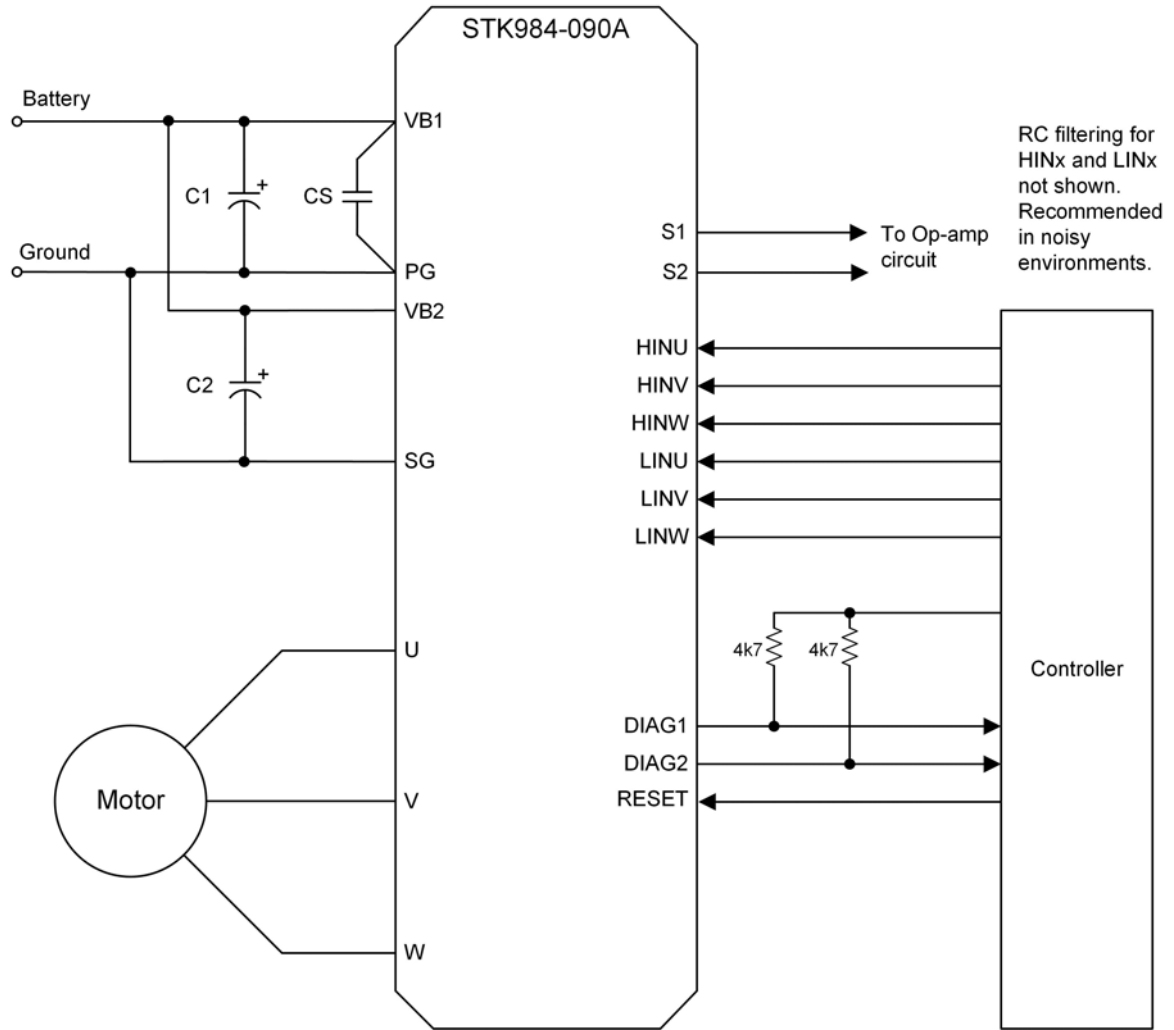 STK984-090A
Battery
VB1
C1
+
CS
Ground
PG
VB2
C2
+
SG
U
V
W
Motor
S1
S2
To Op-amp
circuit
RC filtering for
HINx and LINx
not shown.
Recommended
in noisy
environments.
HINU
HINV
HINW
LINU
LINV
LINW
4k7
4k7
DIAG1
DIAG2
RESET
Controller